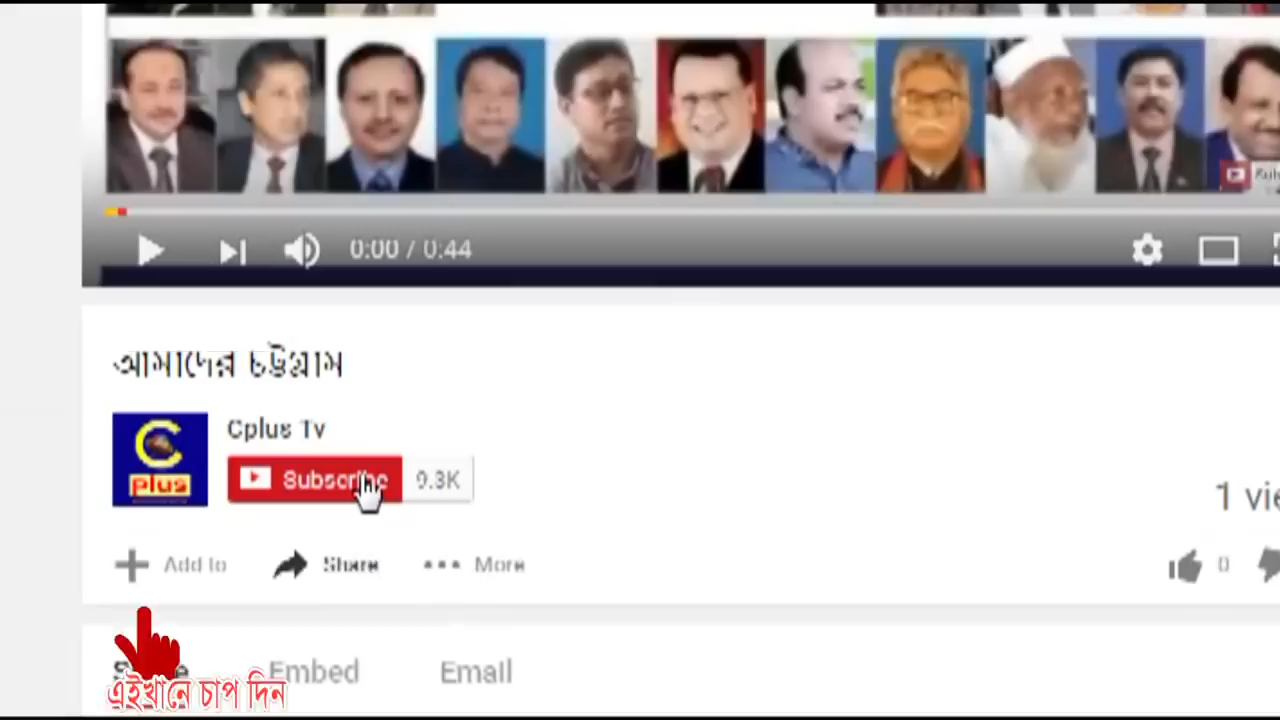 0:00 / 0:44
আমাদের চট্টগ্রাম
C
plus
Cplus Tv
Subscribe 9.3K
1
Add to Share More
0
Embed Email
এইখানে চাপ দিন